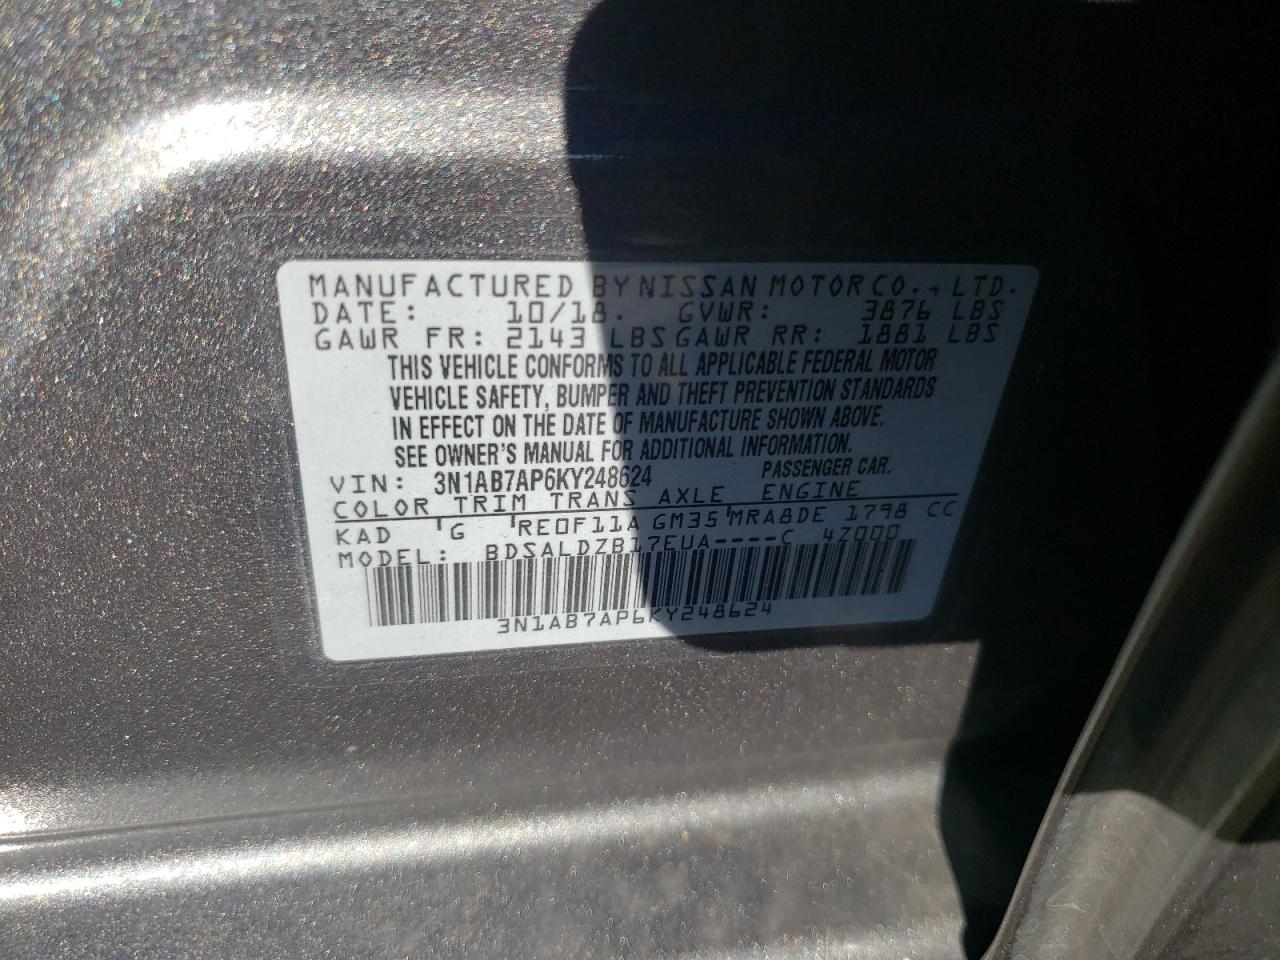 MANUFACTURED BY NISSAN MOTOR CO., LTD.
DATE: 10/18. GVWR: 3876 LBS
GAWR FR: 2143 LBS GAWR RR: 1881 LBS
THIS VEHICLE CONFORMS TO ALL APPLICABLE FEDERAL MOTOR
VEHICLE SAFETY, BUMPER AND THEFT PREVENTION STANDARDS
IN EFFECT ON THE DATE OF MANUFACTURE SHOWN ABOVE.
SEE OWNER'S MANUAL FOR ADDITIONAL INFORMATION.
VIN: 3N1AB7AP6KY248624 PASSENGER CAR.
COLOR TRIM TRANS AXLE ENGINE
KAD G RE0F11A GM35 MRA8DE 1798 CC
MODEL: BDSALDZB17EUA----C 4Z000
3N1AB7AP6KY248624